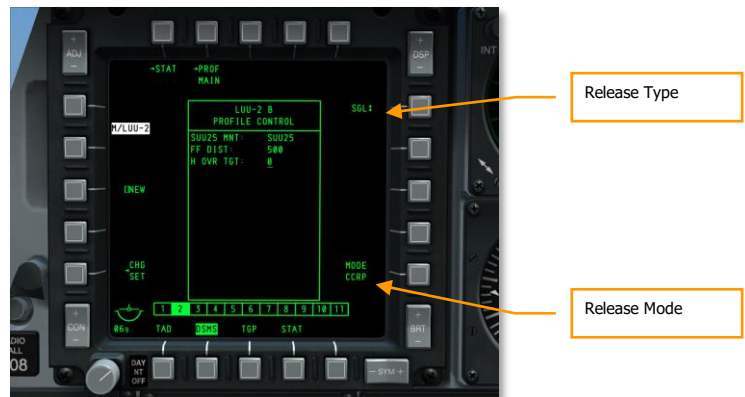 ADJ
DSP
INT
→STAT
→PROF
MAIN
LUU-2 B
PROFILE CONTROL
SGL↕
Release Type
M/LUU-2
SUU25 MNT: SUU25
FF DIST: 500
H OVR TGT: 0
[]NEW
→CHG
SET
MODE
CCRP
1 2 3 4 5 6 7 8 9 10 11
Release Mode
CON
06g
TAD
DSMS
TGP
STAT
BRT
08
DAY
NT
OFF
- SYM +